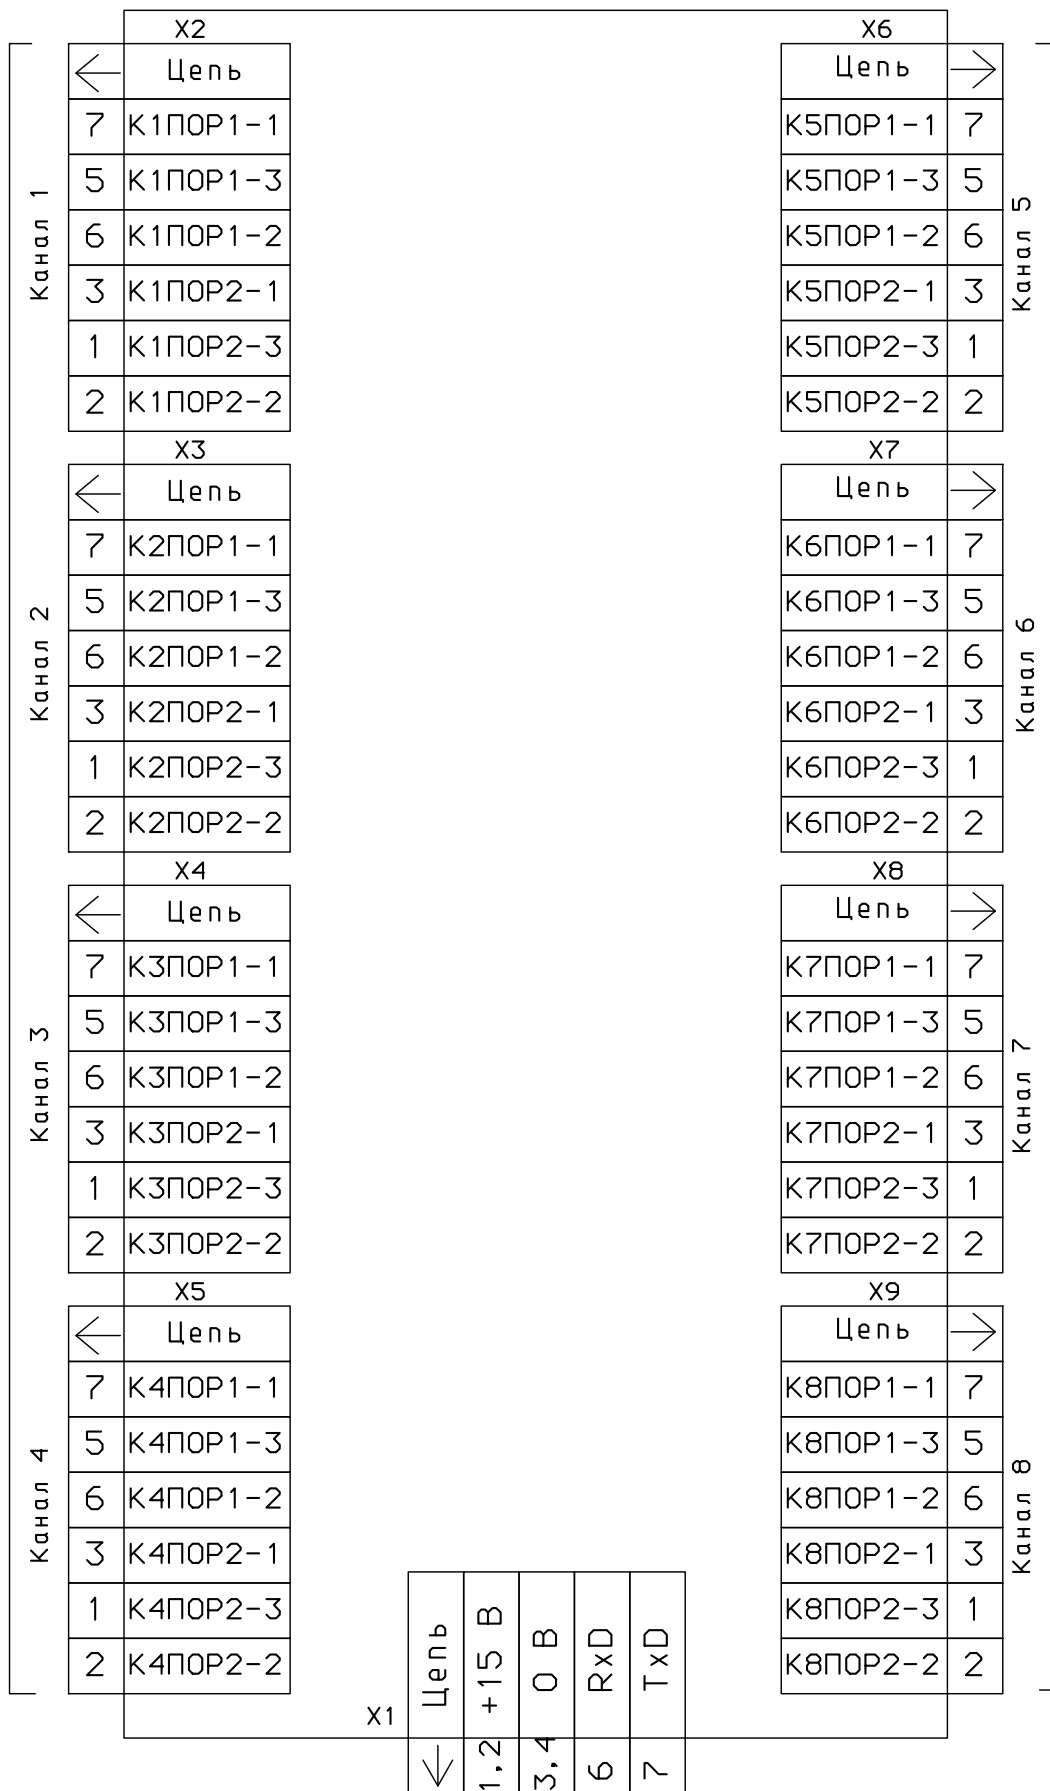 X2
Цепь
7 К1ПОР1-1
5 К1ПОР1-3
6 К1ПОР1-2
3 К1ПОР2-1
1 К1ПОР2-3
2 К1ПОР2-2
Канал 1
X3
Цепь
7 К2ПОР1-1
5 К2ПОР1-3
6 К2ПОР1-2
3 К2ПОР2-1
1 К2ПОР2-3
2 К2ПОР2-2
Канал 2
X4
Цепь
7 К3ПОР1-1
5 К3ПОР1-3
6 К3ПОР1-2
3 К3ПОР2-1
1 К3ПОР2-3
2 К3ПОР2-2
Канал 3
X5
Цепь
7 К4ПОР1-1
5 К4ПОР1-3
6 К4ПОР1-2
3 К4ПОР2-1
1 К4ПОР2-3
2 К4ПОР2-2
Канал 4
X6
Цепь
К5ПОР1-1 7
К5ПОР1-3 5
К5ПОР1-2 6
К5ПОР2-1 3
К5ПОР2-3 1
К5ПОР2-2 2
Канал 5
X7
Цепь
К6ПОР1-1 7
К6ПОР1-3 5
К6ПОР1-2 6
К6ПОР2-1 3
К6ПОР2-3 1
К6ПОР2-2 2
Канал 6
X8
Цепь
К7ПОР1-1 7
К7ПОР1-3 5
К7ПОР1-2 6
К7ПОР2-1 3
К7ПОР2-3 1
К7ПОР2-2 2
Канал 7
X9
Цепь
К8ПОР1-1 7
К8ПОР1-3 5
К8ПОР1-2 6
К8ПОР2-1 3
К8ПОР2-3 1
К8ПОР2-2 2
Канал 8
X1
Цепь
1,2 +15 В
3,4 0 В
6 RxD
7 TxD